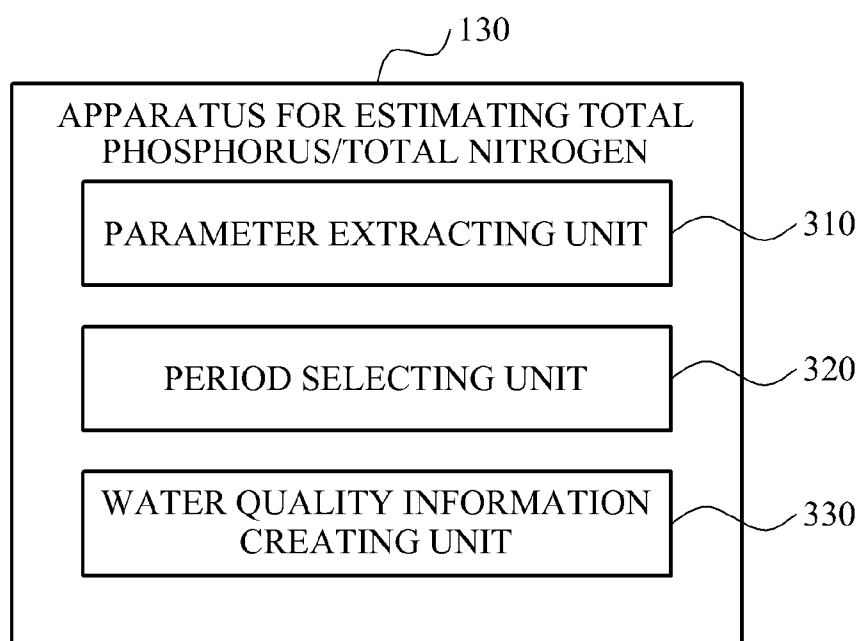 130
APPARATUS FOR ESTIMATING TOTAL
PHOSPHORUS/TOTAL NITROGEN
PARAMETER EXTRACTING UNIT
310
PERIOD SELECTING UNIT
320
WATER QUALITY INFORMATION
CREATING UNIT
330